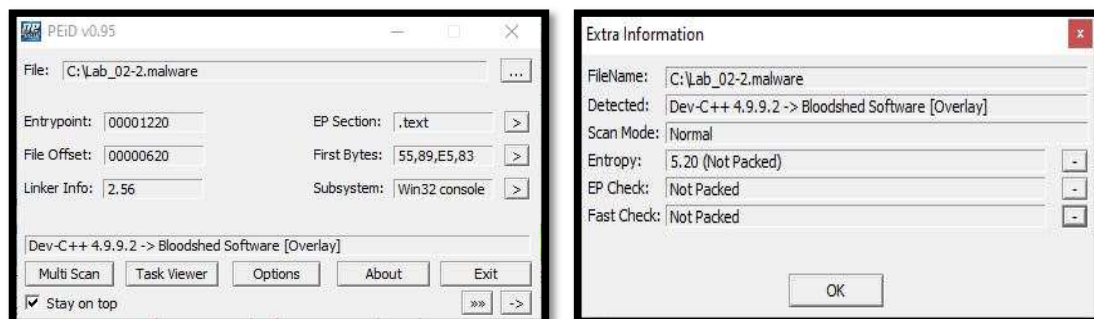 PEiD v0.95
File: C:\Lab_02-2.malware ...
Entrypoint: 00001220 EP Section: .text >
File Offset: 00000620 First Bytes: 55,89,E5,83 >
Linker Info: 2.56 Subsystem: Win32 console >
Dev-C++ 4.9.9.2 -> Bloodshed Software [Overlay]
Multi Scan Task Viewer Options About Exit
Stay on top »» ->
Extra Information x
FileName: C:\Lab_02-2.malware
Detected: Dev-C++ 4.9.9.2 -> Bloodshed Software [Overlay]
Scan Mode: Normal
Entropy: 5.20 (Not Packed) -
EP Check: Not Packed -
Fast Check: Not Packed -
OK